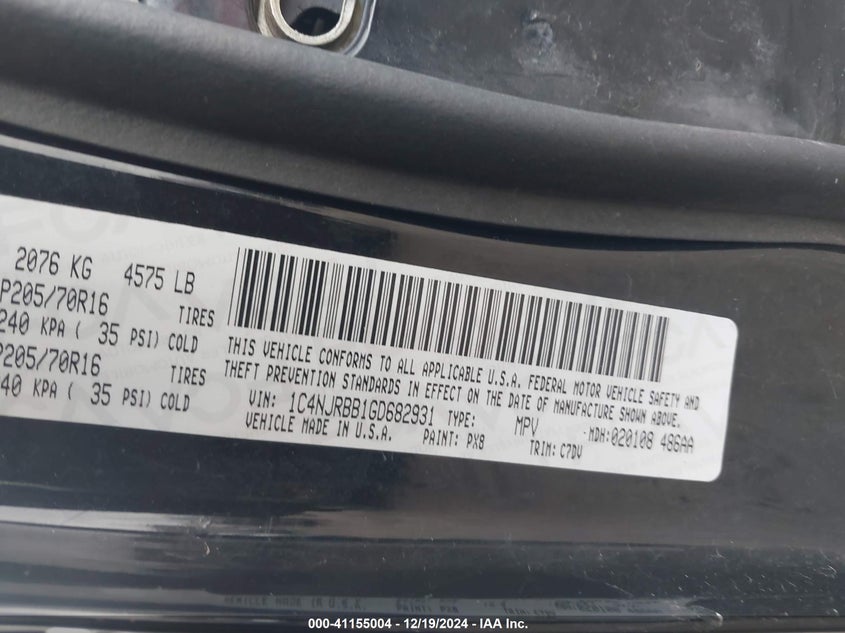 2076 KG 4575 LB
P205/70R16 TIRES
240 KPA ( 35 PSI) COLD
P205/70R16 TIRES
240 KPA ( 35 PSI) COLD
THIS VEHICLE CONFORMS TO ALL APPLICABLE U.S.A. FEDERAL MOTOR VEHICLE SAFETY AND
THEFT PREVENTION STANDARDS IN EFFECT ON THE DATE OF MANUFACTURE SHOWN ABOVE.
VIN: 1C4NJRBB1GD682931 TYPE: MPV MDH:020108 486AA
VEHICLE MADE IN U.S.A. PAINT: PX8 TRIM: C7DV
000-41155004 - 12/19/2024 - IAA Inc.